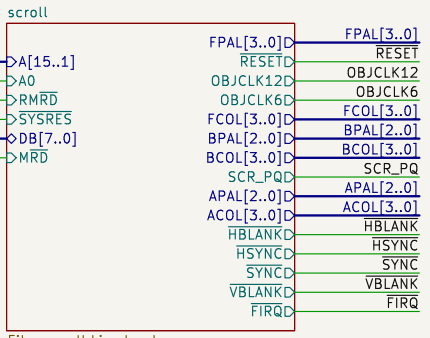 scroll
A[15..1]
A0
RMRD
SYSRES
DB[7..0]
MRD
FPAL[3..0]
RESET
OBJCLK12
OBJCLK6
FCOL[3..0]
BPAL[2..0]
BCOL[3..0]
SCR_PQ
APAL[2..0]
ACOL[3..0]
HBLANK
HSYNC
SYNC
VBLANK
FIRQ
FPAL[3..0]
RESET
OBJCLK12
OBJCLK6
FCOL[3..0]
BPAL[2..0]
BCOL[3..0]
SCR_PQ
APAL[2..0]
ACOL[3..0]
HBLANK
HSYNC
SYNC
VBLANK
FIRQ